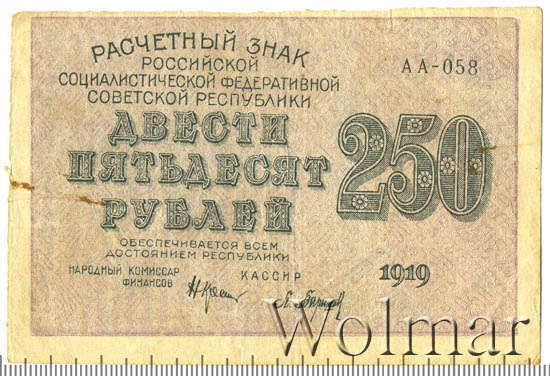 РАСЧЕТНЫЙ ЗНАК
РОССИЙСКОЙ
СОЦИАЛИСТИЧЕСКОЙ ФЕДЕРАТИВНОЙ
СОВЕТСКОЙ РЕСПУБЛИКИ
АА-058
ДВЕСТИ
ПЯТЬДЕСЯТ
РУБЛЕЙ
250
ОБЕСПЕЧИВАЕТСЯ ВСЕМ
ДОСТОЯНИЕМ РЕСПУБЛИКИ
НАРОДНЫЙ КОМИССАР
ФИНАНСОВ
КАССИР
1919
Wolmar